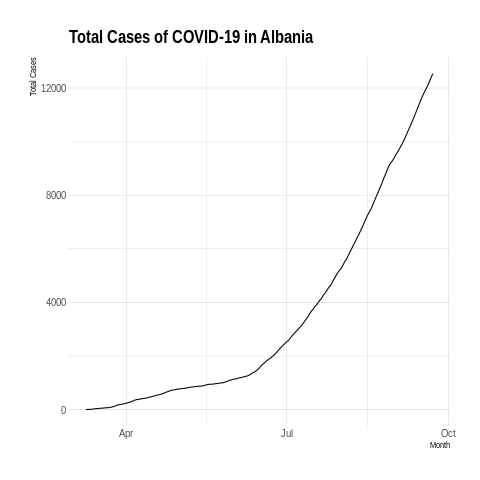 Total Cases of COVID-19 in Albania
Total Cases
12000
8000
4000
0
Apr Jul Oct
Month